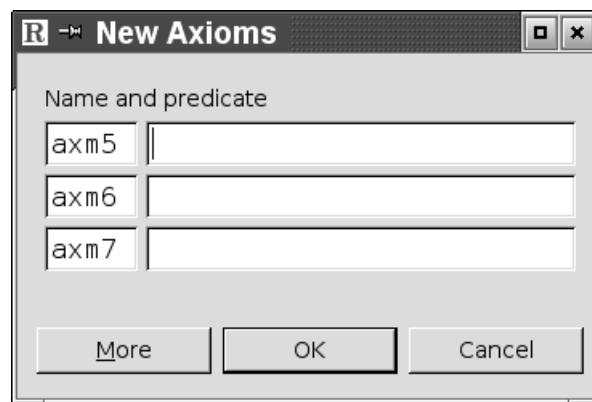 R New Axioms
Name and predicate
axm5
axm6
axm7
More OK Cancel